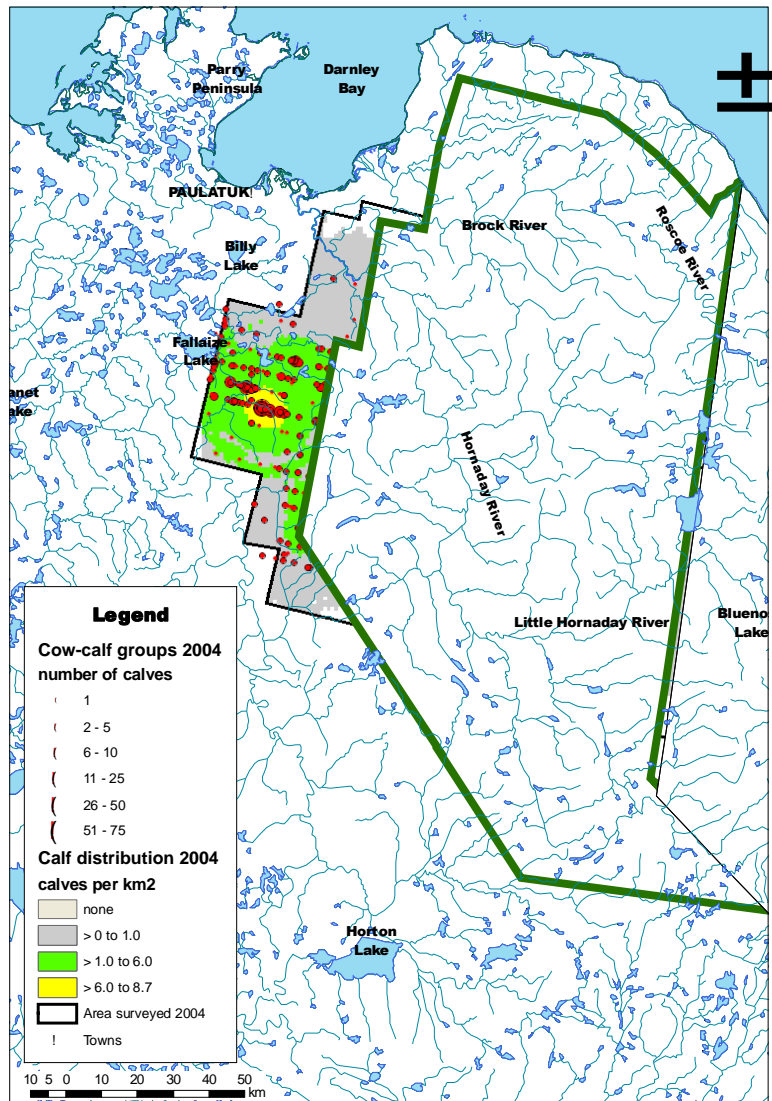 Parry
Peninsula
Darnley
Bay
PAULATUK
Brock River
Roscoe River
Billy
Lake
Fallaize
Lake
anet
ake
Hornaday River
Little Hornaday River
Blueno
Lake
Horton
Lake
Legend
Cow-calf groups 2004
number of calves
1
2 - 5
6 - 10
11 - 25
26 - 50
51 - 75
Calf distribution 2004
calves per km2
none
> 0 to 1.0
> 1.0 to 6.0
> 6.0 to 8.7
Area surveyed 2004
! Towns
10 5 0 10 20 30 40 50
km